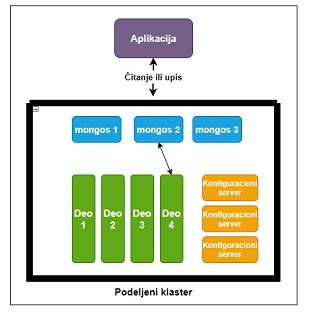 Aplikacija
Čitanje ili upis
mongos 1 mongos 2 mongos 3
Deo 1
Deo 2
Deo 3
Deo 4
Konfiguracioni
server
Konfiguracioni
server
Konfiguracioni
server
Podeljeni klaster